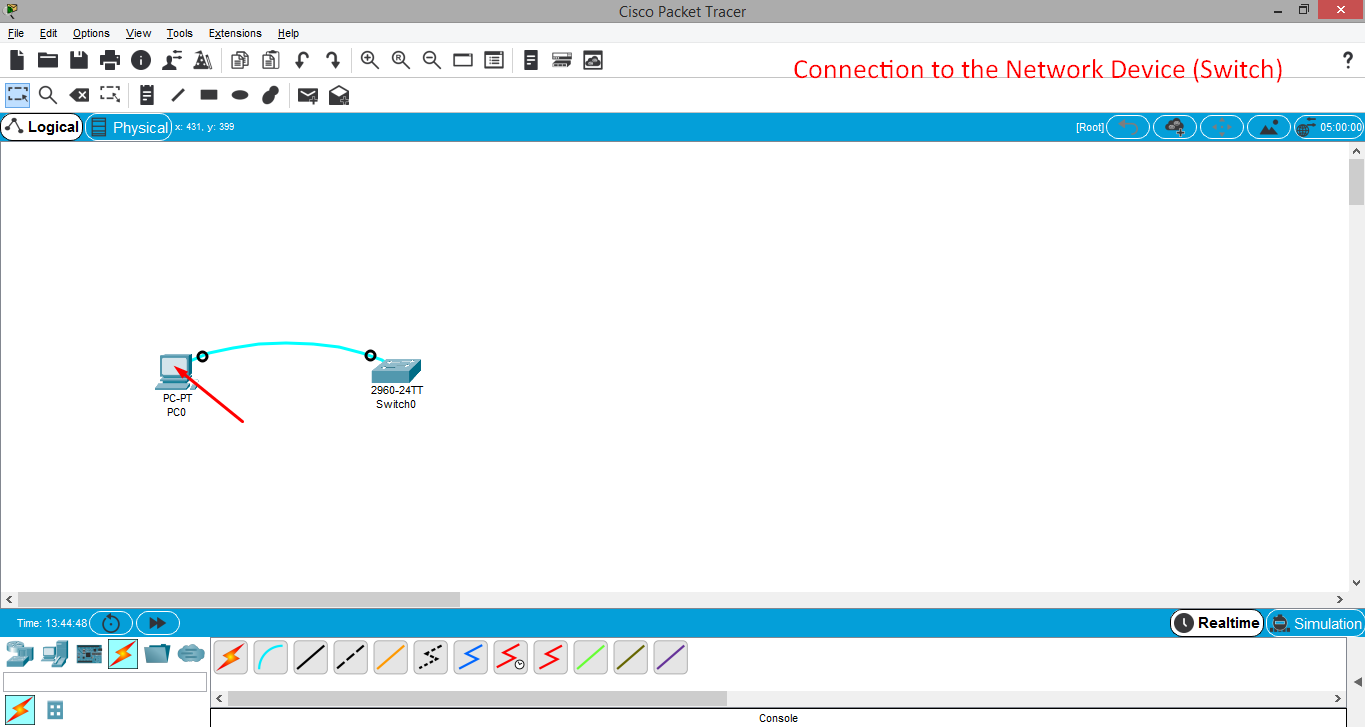 Cisco Packet Tracer
File Edit Options View Tools Extensions Help
Connection to the Network Device (Switch)
?
Logical Physical x: 431, y: 399 [Root] 05:00:00
PC-PT
PC0
2960-24TT
Switch0
Time: 13:44:48 Realtime Simulation
Console